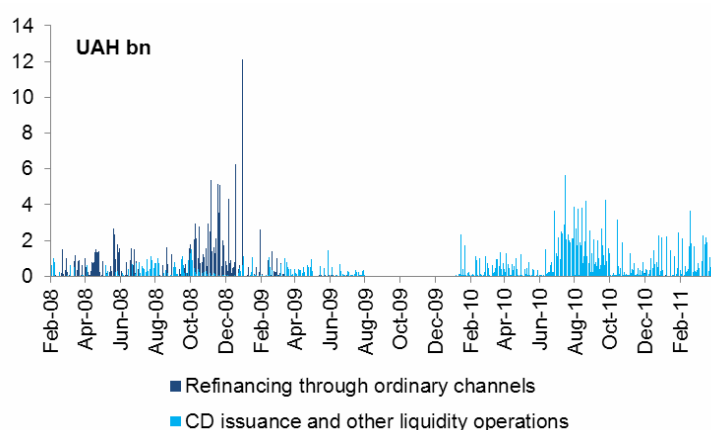 14
UAH bn
12
10
8
6
4
2
0
Feb-08
Apr-08
Jun-08
Aug-08
Oct-08
Dec-08
Feb-09
Apr-09
Jun-09
Aug-09
Oct-09
Dec-09
Feb-10
Apr-10
Jun-10
Aug-10
Oct-10
Dec-10
Feb-11
Refinancing through ordinary channels
CD issuance and other liquidity operations